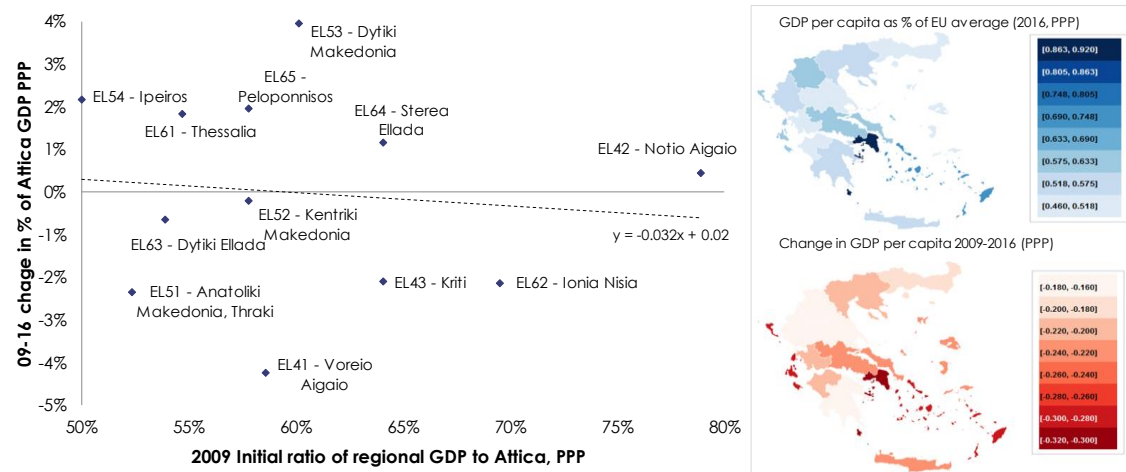 4%
3%
2%
1%
0%
-1%
-2%
-3%
-4%
-5%
09-16 chage in % of Attica GDP PPP
EL53 - Dytiki
Makedonia
EL65 -
Peloponnisos
EL54 - Ipeiros
EL61 - Thessalia
EL64 - Sterea
Ellada
EL42 - Notio Aigaio
EL52 - Kentriki
Makedonia
EL63 - Dytiki Ellada
y = -0.032x + 0.02
EL51 - Anatoliki
Makedonia, Thraki
EL43 - Kriti
EL62 - Ionia Nisia
EL41 - Voreio
Aigaio
50%
55%
60%
65%
70%
75%
80%
2009 Initial ratio of regional GDP to Attica, PPP
GDP per capita as % of EU average (2016, PPP)
[0.863, 0.920]
[0.805, 0.863]
[0.748, 0.805]
[0.690, 0.748]
[0.633, 0.690]
[0.575, 0.633]
[0.518, 0.575]
[0.460, 0.518]
Change in GDP per capita 2009-2016 (PPP)
[-0.180, -0.160]
[-0.200, -0.180]
[-0.220, -0.200]
[-0.240, -0.220]
[-0.260, -0.240]
[-0.280, -0.260]
[-0.300, -0.280]
[-0.320, -0.300]